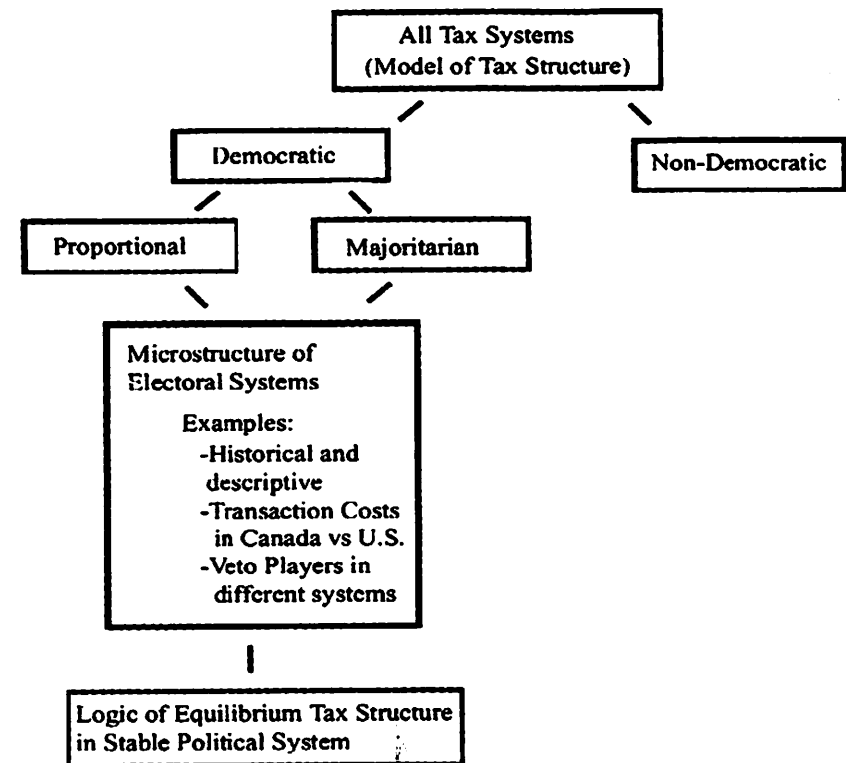 All Tax Systems
(Model of Tax Structure)
Democratic
Non-Democratic
Proportional
Majoritarian
Microstructure of
Electoral Systems
Examples:
-Historical and
descriptive
-Transaction Costs
in Canada vs U.S.
-Veto Players in
different systems
Logic of Equilibrium Tax Structure
in Stable Political System